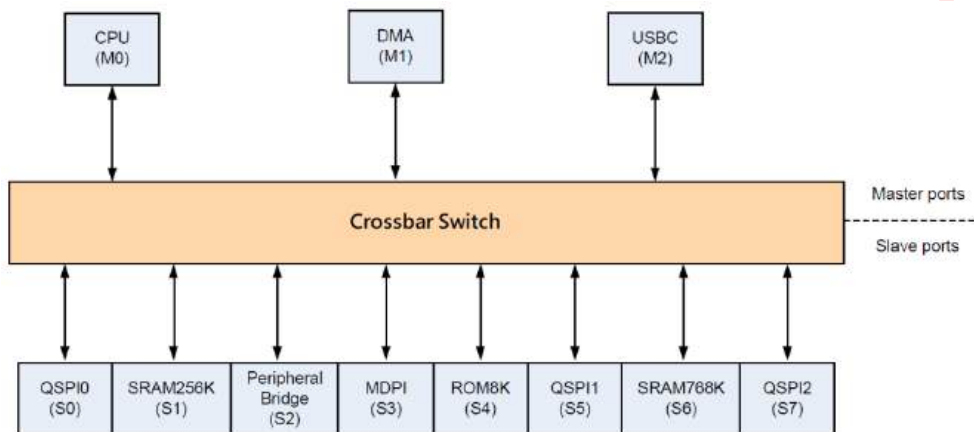 CPU
(M0)
DMA
(M1)
USBC
(M2)
Crossbar Switch
Master ports
Slave ports
QSPI0
(S0)
SRAM256K
(S1)
Peripheral
Bridge
(S2)
MDPI
(S3)
ROM8K
(S4)
QSPI1
(S5)
SRAM768K
(S6)
QSPI2
(S7)